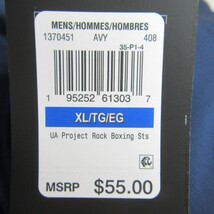 MENS/HOMMES/HOMBRES
1370451 AVY 408
35-P1-4
1 95252 61303 7
XL/TG/EG
UA Project Rock Boxing Sts
MSRP $55.00